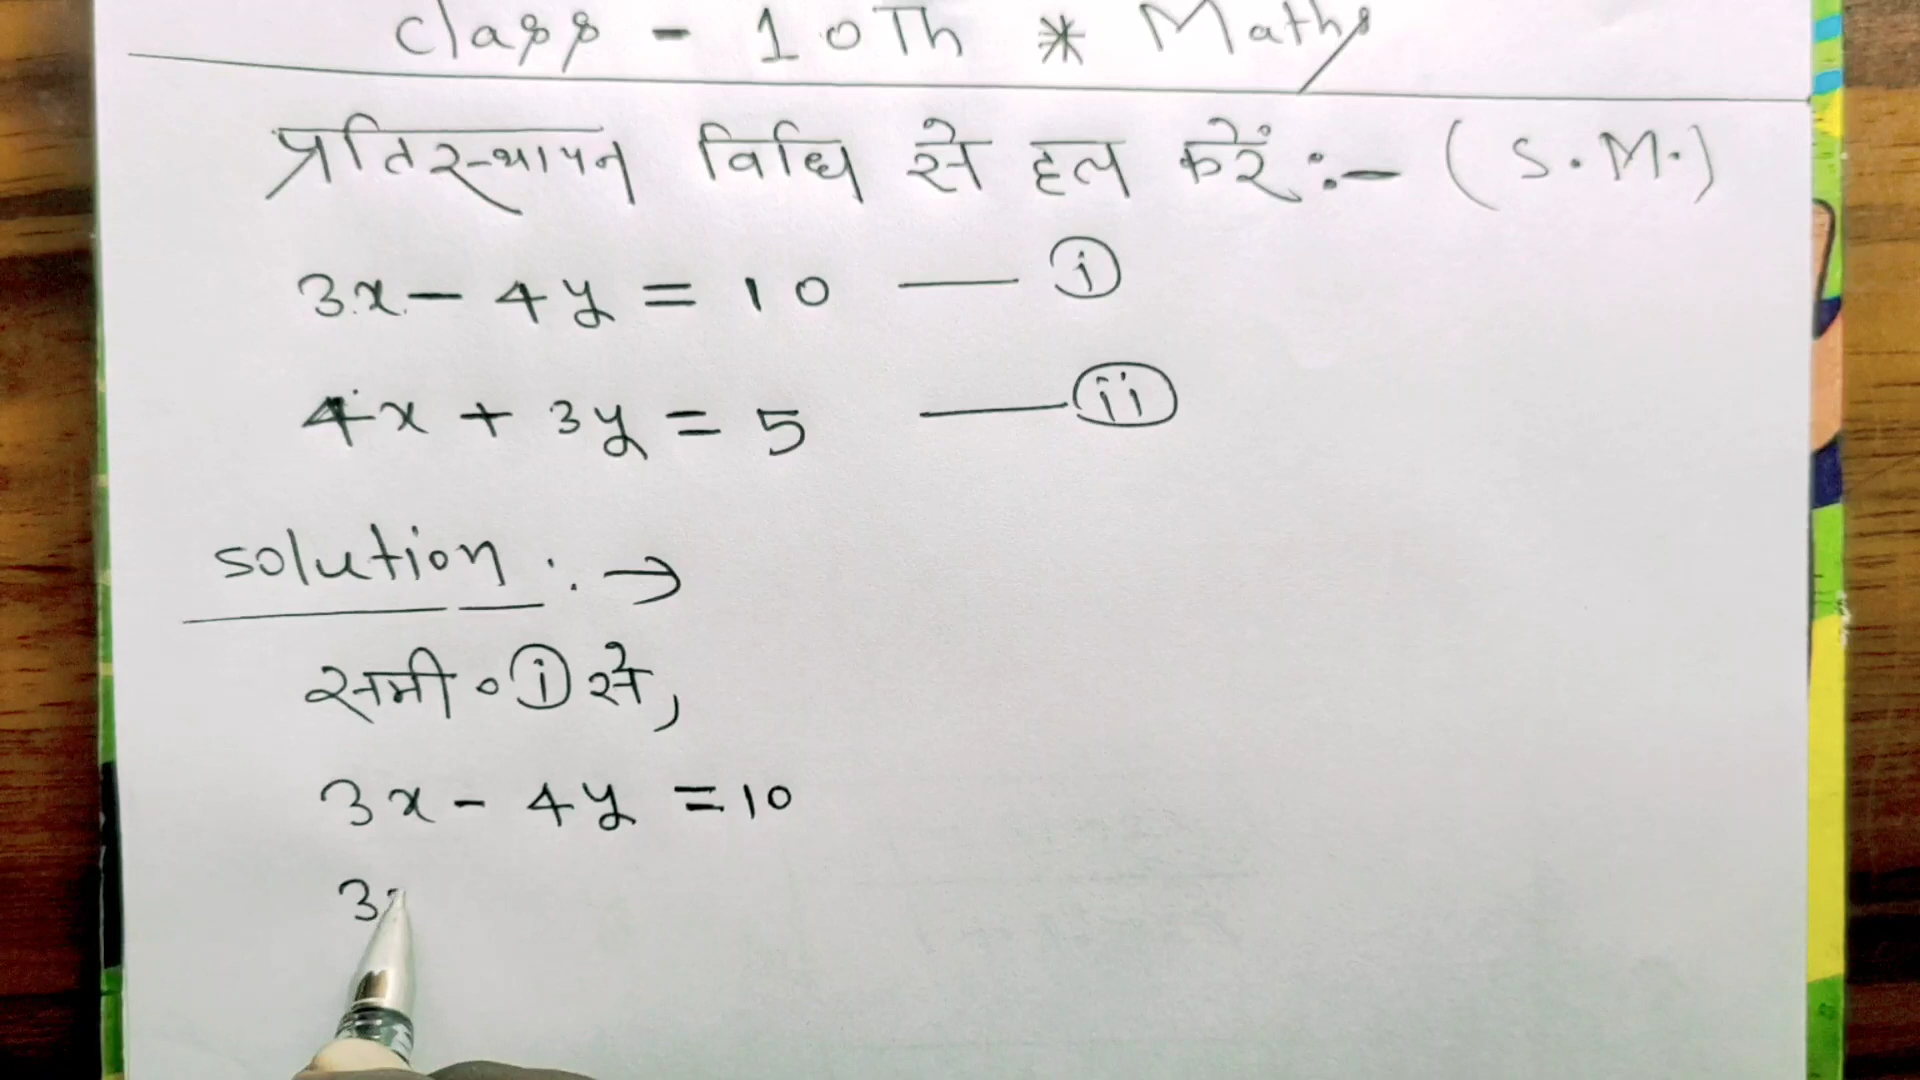 Class - 10Th * Maths
प्रतिस्थापन विधि से हल करें :- (S.M.)
3x - 4y = 10 —— (i)
4x + 3y = 5 —— (ii)
Solution :→
समी० (i) से,
3x - 4y = 10
3